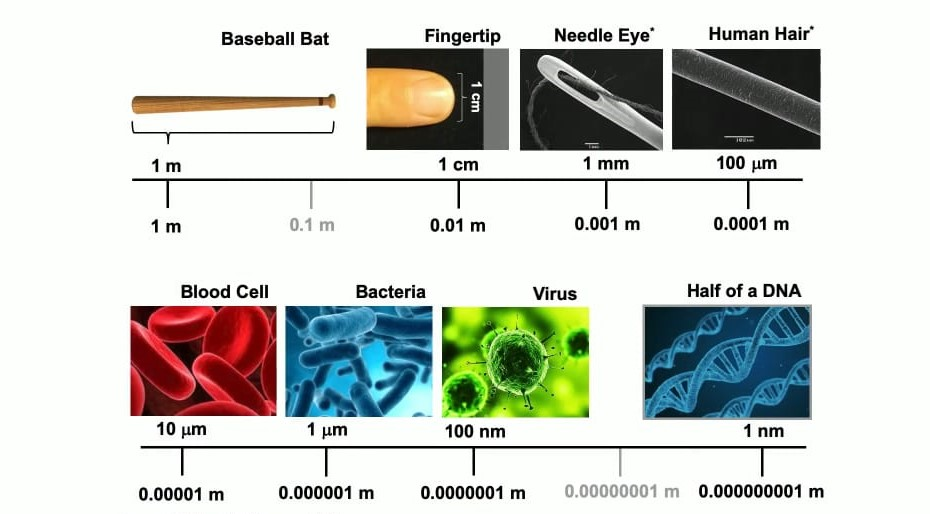 Baseball Bat
Fingertip
Needle Eye*
Human Hair*
1 cm
1 m
1 cm
1 mm
100 μm
1 m
0.1 m
0.01 m
0.001 m
0.0001 m
Blood Cell
Bacteria
Virus
Half of a DNA
10 μm
1 μm
100 nm
1 nm
0.00001 m
0.000001 m
0.0000001 m
0.00000001 m
0.000000001 m